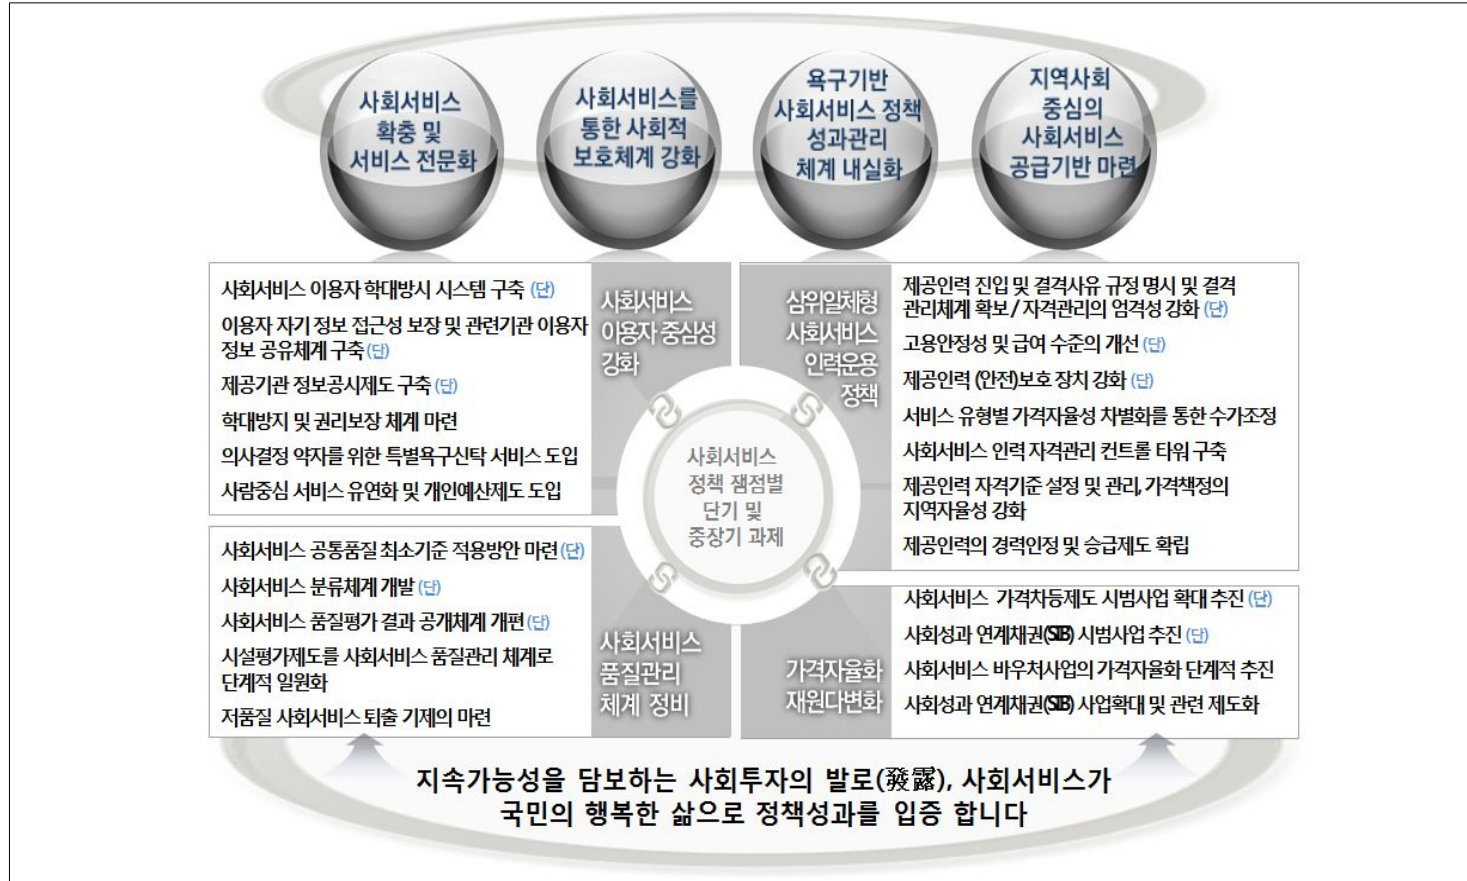 사회서비스
확충 및
서비스 전문화
사회서비스를
통한 사회적
보호체계 강화
욕구기반
사회서비스 정책
성과관리
체계 내실화
지역사회
중심의
사회서비스
공급기반 마련
사회서비스 이용자 학대방시 시스템 구축 (단)
이용자 자기 정보 접근성 보장 및 관련기관 이용자
정보 공유체계 구축 (단)
제공기관 정보공시제도 구축 (단)
학대방지 및 권리보장 체계 마련
의사결정 약자를 위한 특별욕구신탁 서비스 도입
사람중심 서비스 유연화 및 개인예산제도 도입
사회서비스
이용자 중심성
강화
삼위일체형
사회서비스
인력운용
정책
제공인력 진입 및 결격사유 규정 명시 및 결격
관리체계 확보 / 자격관리의 엄격성 강화 (단)
고용안정성 및 급여 수준의 개선 (단)
제공인력 (안전)보호 장치 강화 (단)
서비스 유형별 가격자율성 차별화를 통한 수가조정
사회서비스 인력 자격관리 컨트롤 타워 구축
제공인력 자격기준 설정 및 관리, 가격책정의
지역자율성 강화
제공인력의 경력인정 및 승급제도 확립
사회서비스
정책 잼점별
단기 및
중장기 과제
사회서비스 공통품질 최소기준 적용방안 마련 (단)
사회서비스 분류체계 개발 (단)
사회서비스 품질평가 결과 공개체계 개편 (단)
시설평가제도를 사회서비스 품질관리 체계로
단계적 일원화
저품질 사회서비스 퇴출 기제의 마련
사회서비스
품질관리
체계 정비
가격자율화
재원다변화
사회서비스 가격차등제도 시범사업 확대 추진 (단)
사회성과 연계채권(SIB) 시범사업 추진 (단)
사회서비스 바우처사업의 가격자율화 단계적 추진
사회성과 연계채권(SIB) 사업확대 및 관련 제도화
지속가능성을 담보하는 사회투자의 발로(發露), 사회서비스가
국민의 행복한 삶으로 정책성과를 입증 합니다